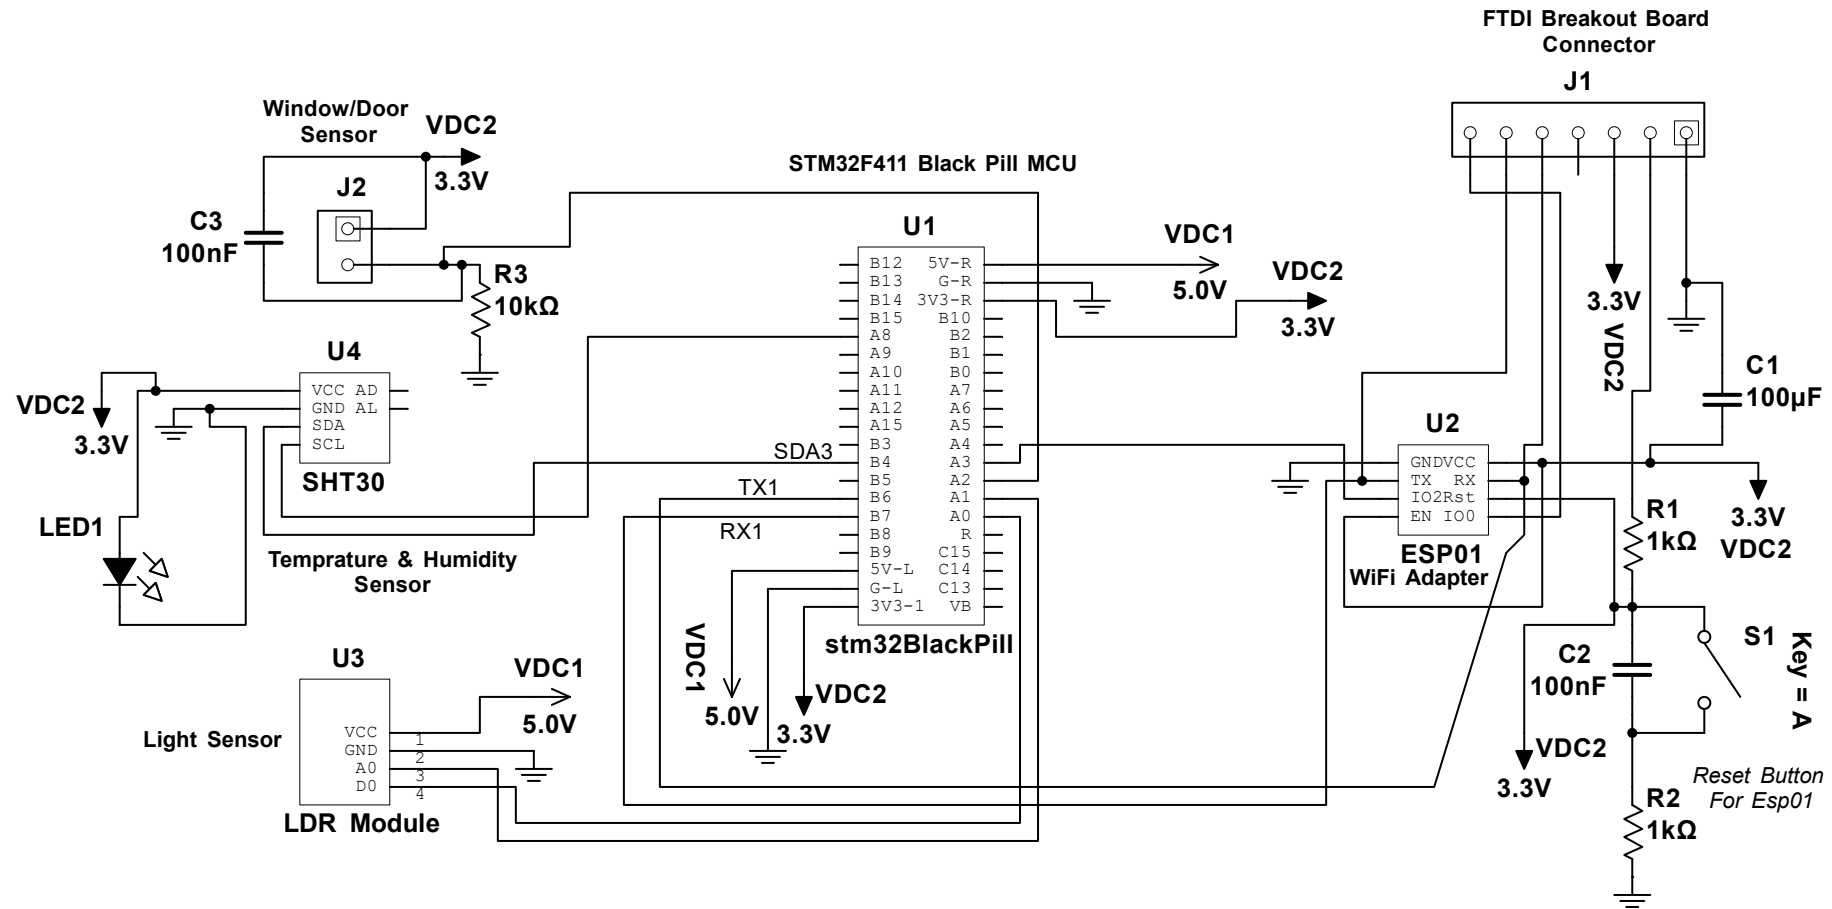 FTDI Breakout Board
Connector
J1
Window/Door
Sensor
VDC2
3.3V
J2
C3
100nF
R3
10kΩ
STM32F411 Black Pill MCU
U1
B12 5V-R
B13 G-R
B14 3V3-R
B15 B10
A8 B2
A9 B1
A10 B0
A11 A7
A12 A6
A15 A5
B3 A4
B4 A3
B5 A2
B6 A1
B7 A0
B8 R
B9 C15
5V-L C14
G-L C13
3V3-1 VB
stm32BlackPill
SDA3
TX1
RX1
VDC1
5.0V
VDC2
3.3V
3.3V
VDC2
C1
100µF
U4
VCC AD
GND AL
SDA
SCL
SHT30
VDC2
3.3V
LED1
Temprature & Humidity
Sensor
U2
GNDVCC
TX RX
IO2Rst
EN IO0
ESP01
WiFi Adapter
R1
1kΩ
3.3V
VDC2
S1
Key = A
C2
100nF
VDC2
3.3V
Reset Button
For Esp01
R2
1kΩ
VDC1
5.0V
VDC2
3.3V
U3
VDC1
5.0V
Light Sensor
VCC 1
GND 2
A0 3
D0 4
LDR Module